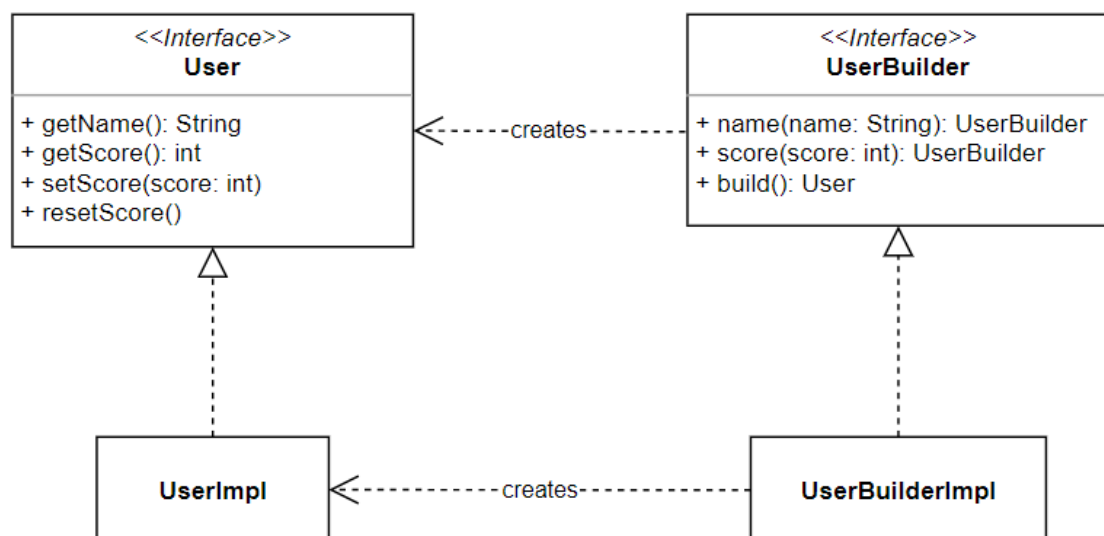 <<Interface>>
User
+ getName(): String
+ getScore(): int
+ setScore(score: int)
+ resetScore()
creates
<<Interface>>
UserBuilder
+ name(name: String): UserBuilder
+ score(score: int): UserBuilder
+ build(): User
UserImpl
creates
UserBuilderImpl